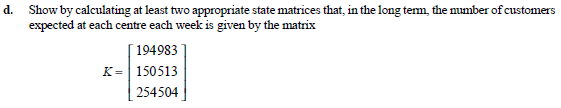 d. Show by calculating at least two appropriate state matrices that, in the long term, the number of customers
expected at each centre each week is given by the matrix
194983
K = 150513
254504